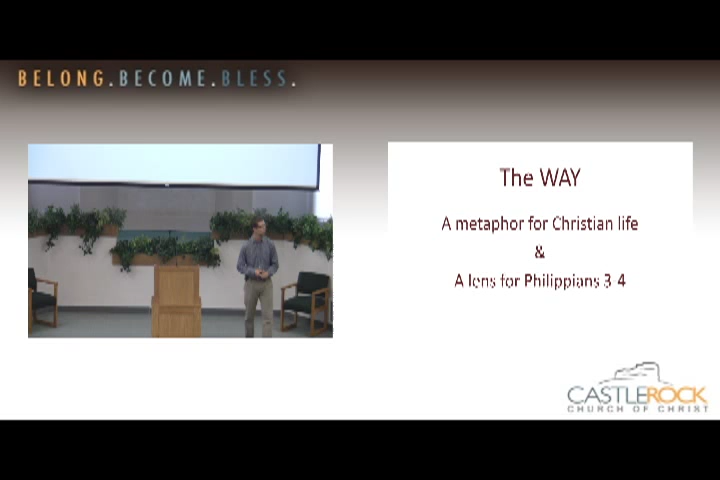 BELONG.BECOME.BLESS.
The WAY
A metaphor for Christian life
&
A lens for Philippians 3-4
CASTLEROCK
CHURCH OF CHRIST